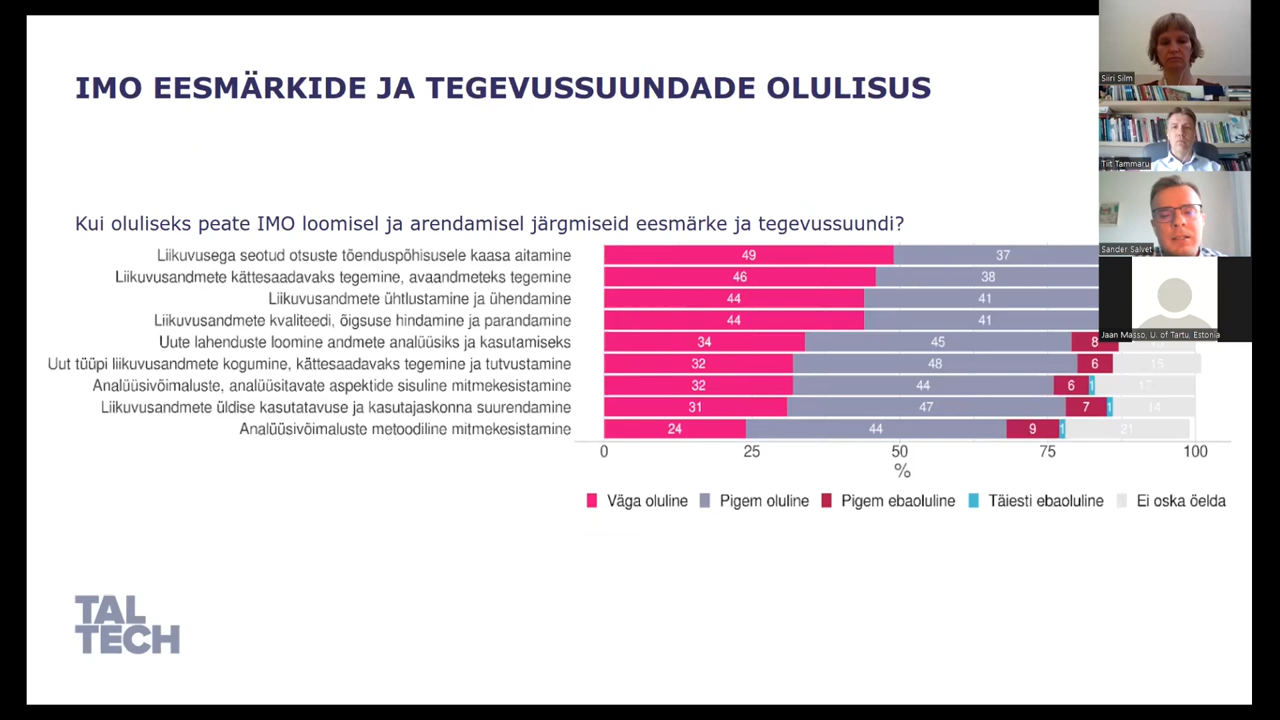 IMO EESMÄRKIDE JA TEGEVUSSUUNDADE OLULISUS
Kui oluliseks peate IMO loomisel ja arendamisel järgmiseid eesmärke ja tegevussuundi?
Liikuvusega seotud otsuste tõenduspõhisusele kaasa aitamine 49 37
Liikuvusandmete kättesaadavaks tegemine, avaandmeteks tegemine 46 38
Liikuvusandmete ühtlustamine ja ühendamine 44 41
Liikuvusandmete kvaliteedi, õigsuse hindamine ja parandamine 44 41
Uute lahenduste loomine andmete analüüsiks ja kasutamiseks 34 45 8
Uut tüüpi liikuvusandmete kogumine, kättesaadavaks tegemine ja tutvustamine 32 48 6 15
Analüüsivõimaluste, analüüsitavate aspektide sisuline mitmekesistamine 32 44 6 1 17
Liikuvusandmete üldise kasutatavuse ja kasutajaskonna suurendamine 31 47 7 1 14
Analüüsivõimaluste metoodiline mitmekesistamine 24 44 9 1 21
0 25 50 75 100
%
Väga oluline Pigem oluline Pigem ebaoluline Täiesti ebaoluline Ei oska öelda
TAL
TECH
Siiri Silm
Tiit Tammaru
Sander Salvet
Jaan Masso, U. of Tartu, Estonia